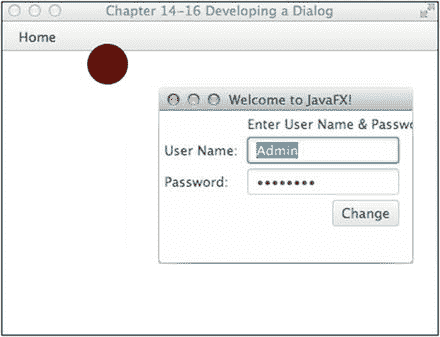 Chapter 14-16 Developing a Dialog
Home
Welcome to JavaFX!
Enter User Name & Passw
User Name: Admin
Password: ••••••••
Change